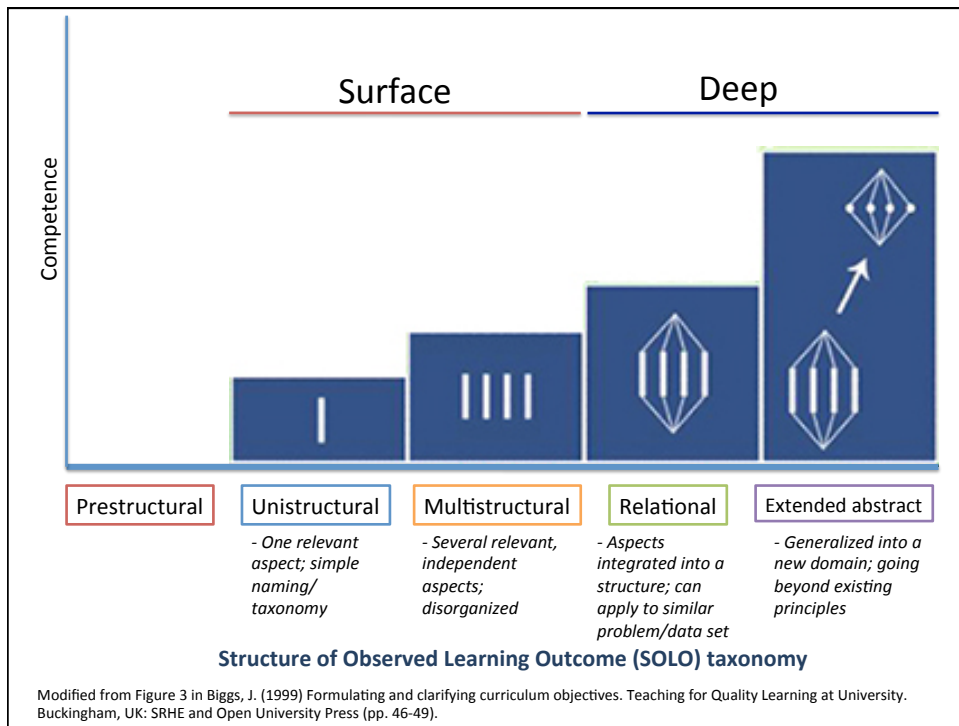 Surface
Deep
Competence
Prestructural
Unistructural
Multistructural
Relational
Extended abstract
- One relevant
aspect; simple
naming/
taxonomy
- Several relevant,
independent
aspects;
disorganized
- Aspects
integrated into a
structure; can
apply to similar
problem/data set
- Generalized into a
new domain; going
beyond existing
principles
Structure of Observed Learning Outcome (SOLO) taxonomy
Modified from Figure 3 in Biggs, J. (1999) Formulating and clarifying curriculum objectives. Teaching for Quality Learning at University.
Buckingham, UK: SRHE and Open University Press (pp. 46-49).